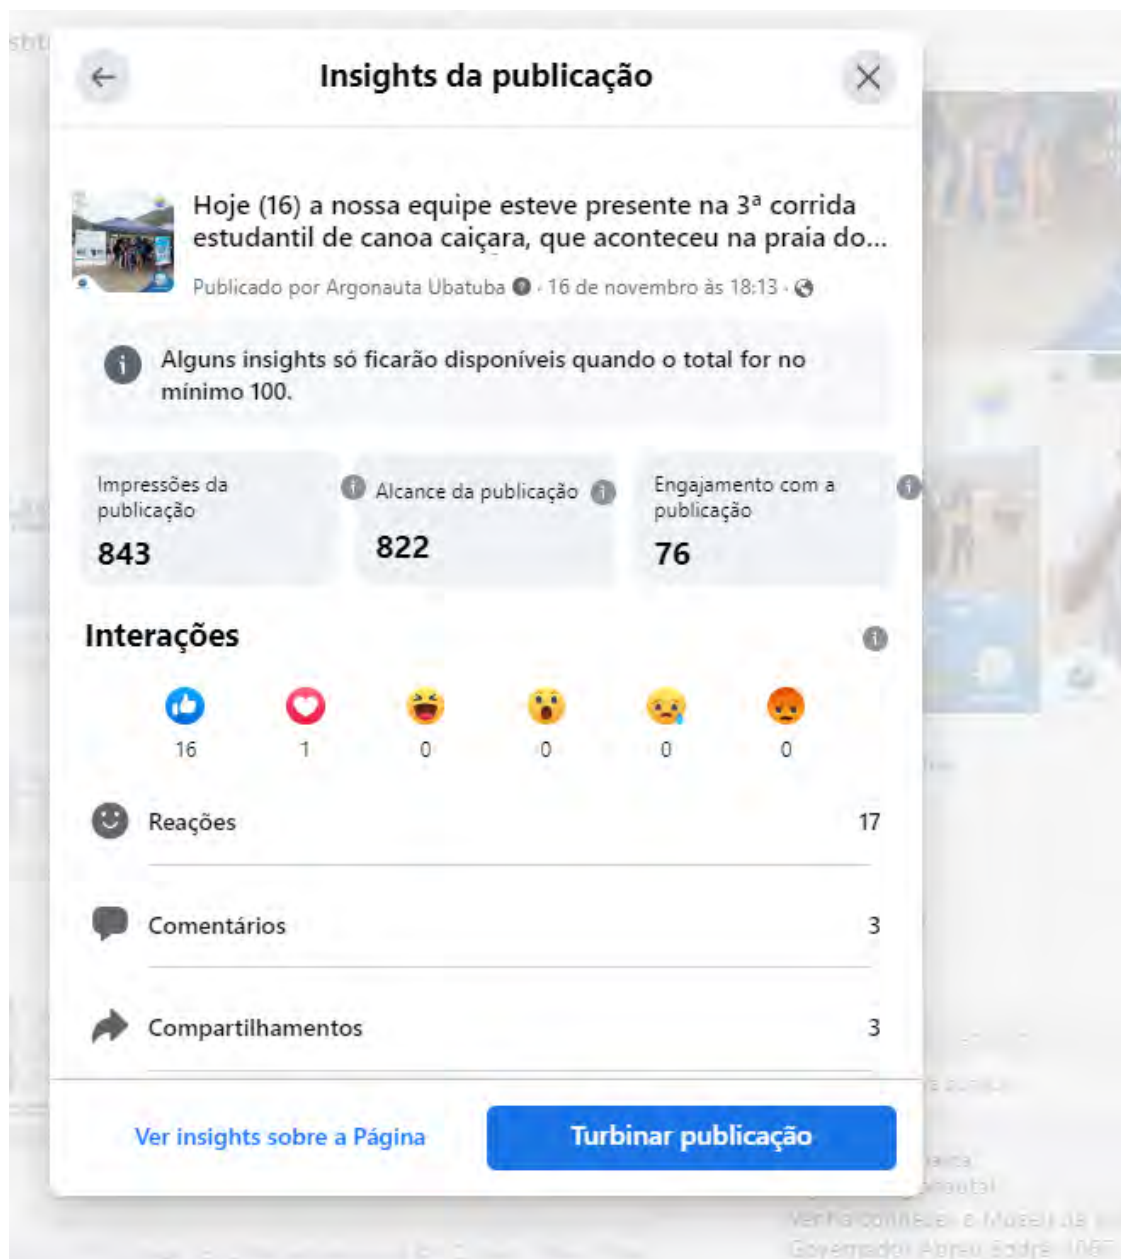 Insights da publicação
Hoje (16) a nossa equipe esteve presente na 3ª corrida
estudantil de canoa caiçara, que aconteceu na praia do...
Publicado por Argonauta Ubatuba · 16 de novembro às 18:13 ·
Alguns insights só ficarão disponíveis quando o total for no
mínimo 100.
Impressões da
publicação
843
Alcance da publicação
822
Engajamento com a
publicação
76
Interações
16 1 0 0 0 0
Reações 17
Comentários 3
Compartilhamentos 3
Ver insights sobre a Página
Turbinar publicação